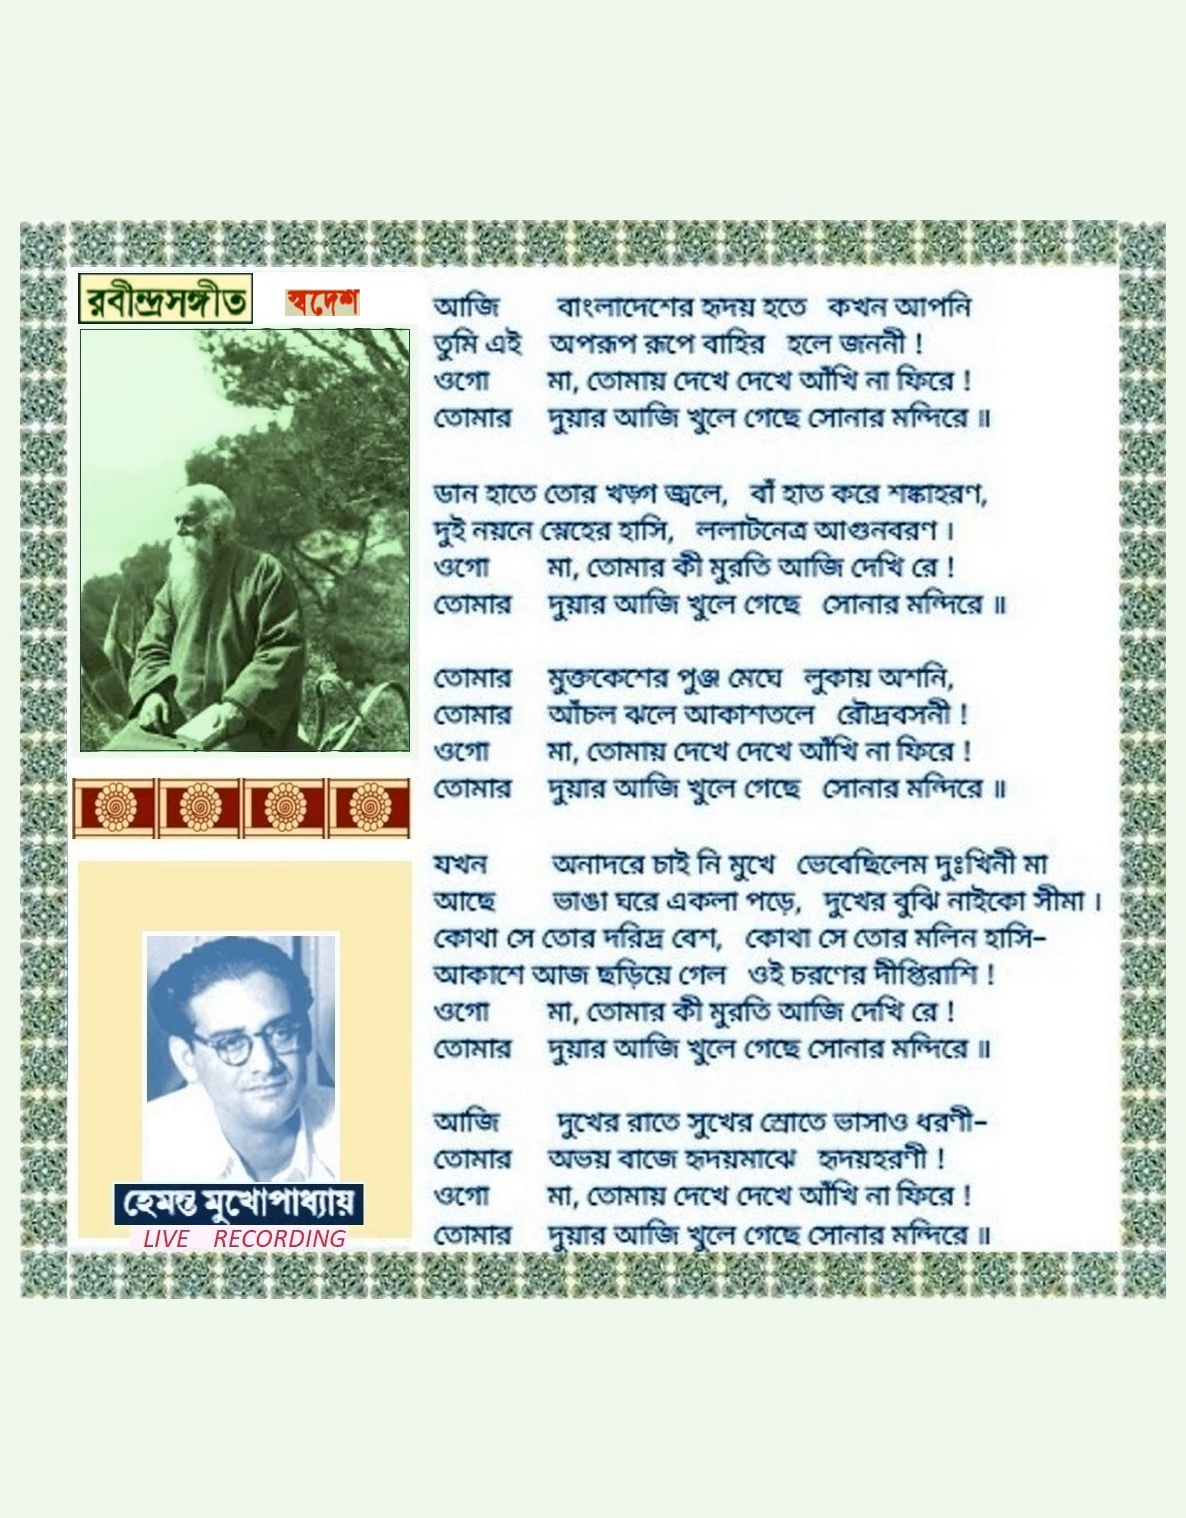 রবীন্দ্রসঙ্গীত স্বদেশ
আজি বাংলাদেশের হৃদয় হতে কখন আপনি
তুমি এই অপরূপ রূপে বাহির হলে জননী !
ওগো মা, তোমায় দেখে দেখে আঁখি না ফিরে !
তোমার দুয়ার আজি খুলে গেছে সোনার মন্দিরে ॥
ডান হাতে তোর খড়্গ জ্বলে, বাঁ হাত করে শঙ্কাহরণ,
দুই নয়নে স্নেহের হাসি, ললাটনেত্র আগুনবরণ ।
ওগো মা, তোমার কী মুরতি আজি দেখি রে !
তোমার দুয়ার আজি খুলে গেছে সোনার মন্দিরে ॥
তোমার মুক্তকেশের পুঞ্জ মেঘে লুকায় অশনি,
তোমার আঁচল ঝলে আকাশতলে রৌদ্রবসনী !
ওগো মা, তোমায় দেখে দেখে আঁখি না ফিরে !
তোমার দুয়ার আজি খুলে গেছে সোনার মন্দিরে ॥
যখন অনাদরে চাই নি মুখে ভেবেছিলেম দুঃখিনী মা
আছে ভাঙা ঘরে একলা পড়ে, দুখের বুঝি নাইকো সীমা ।
কোথা সে তোর দরিদ্র বেশ, কোথা সে তোর মলিন হাসি–
আকাশে আজ ছড়িয়ে গেল ওই চরণের দীপ্তিরাশি !
ওগো মা, তোমার কী মুরতি আজি দেখি রে !
তোমার দুয়ার আজি খুলে গেছে সোনার মন্দিরে ॥
আজি দুখের রাতে সুখের স্রোতে ভাসাও ধরণী–
তোমার অভয় বাজে হৃদয়মাঝে হৃদয়হরণী !
ওগো মা, তোমায় দেখে দেখে আঁখি না ফিরে !
তোমার দুয়ার আজি খুলে গেছে সোনার মন্দিরে ॥
হেমন্ত মুখোপাধ্যায়
LIVE RECORDING